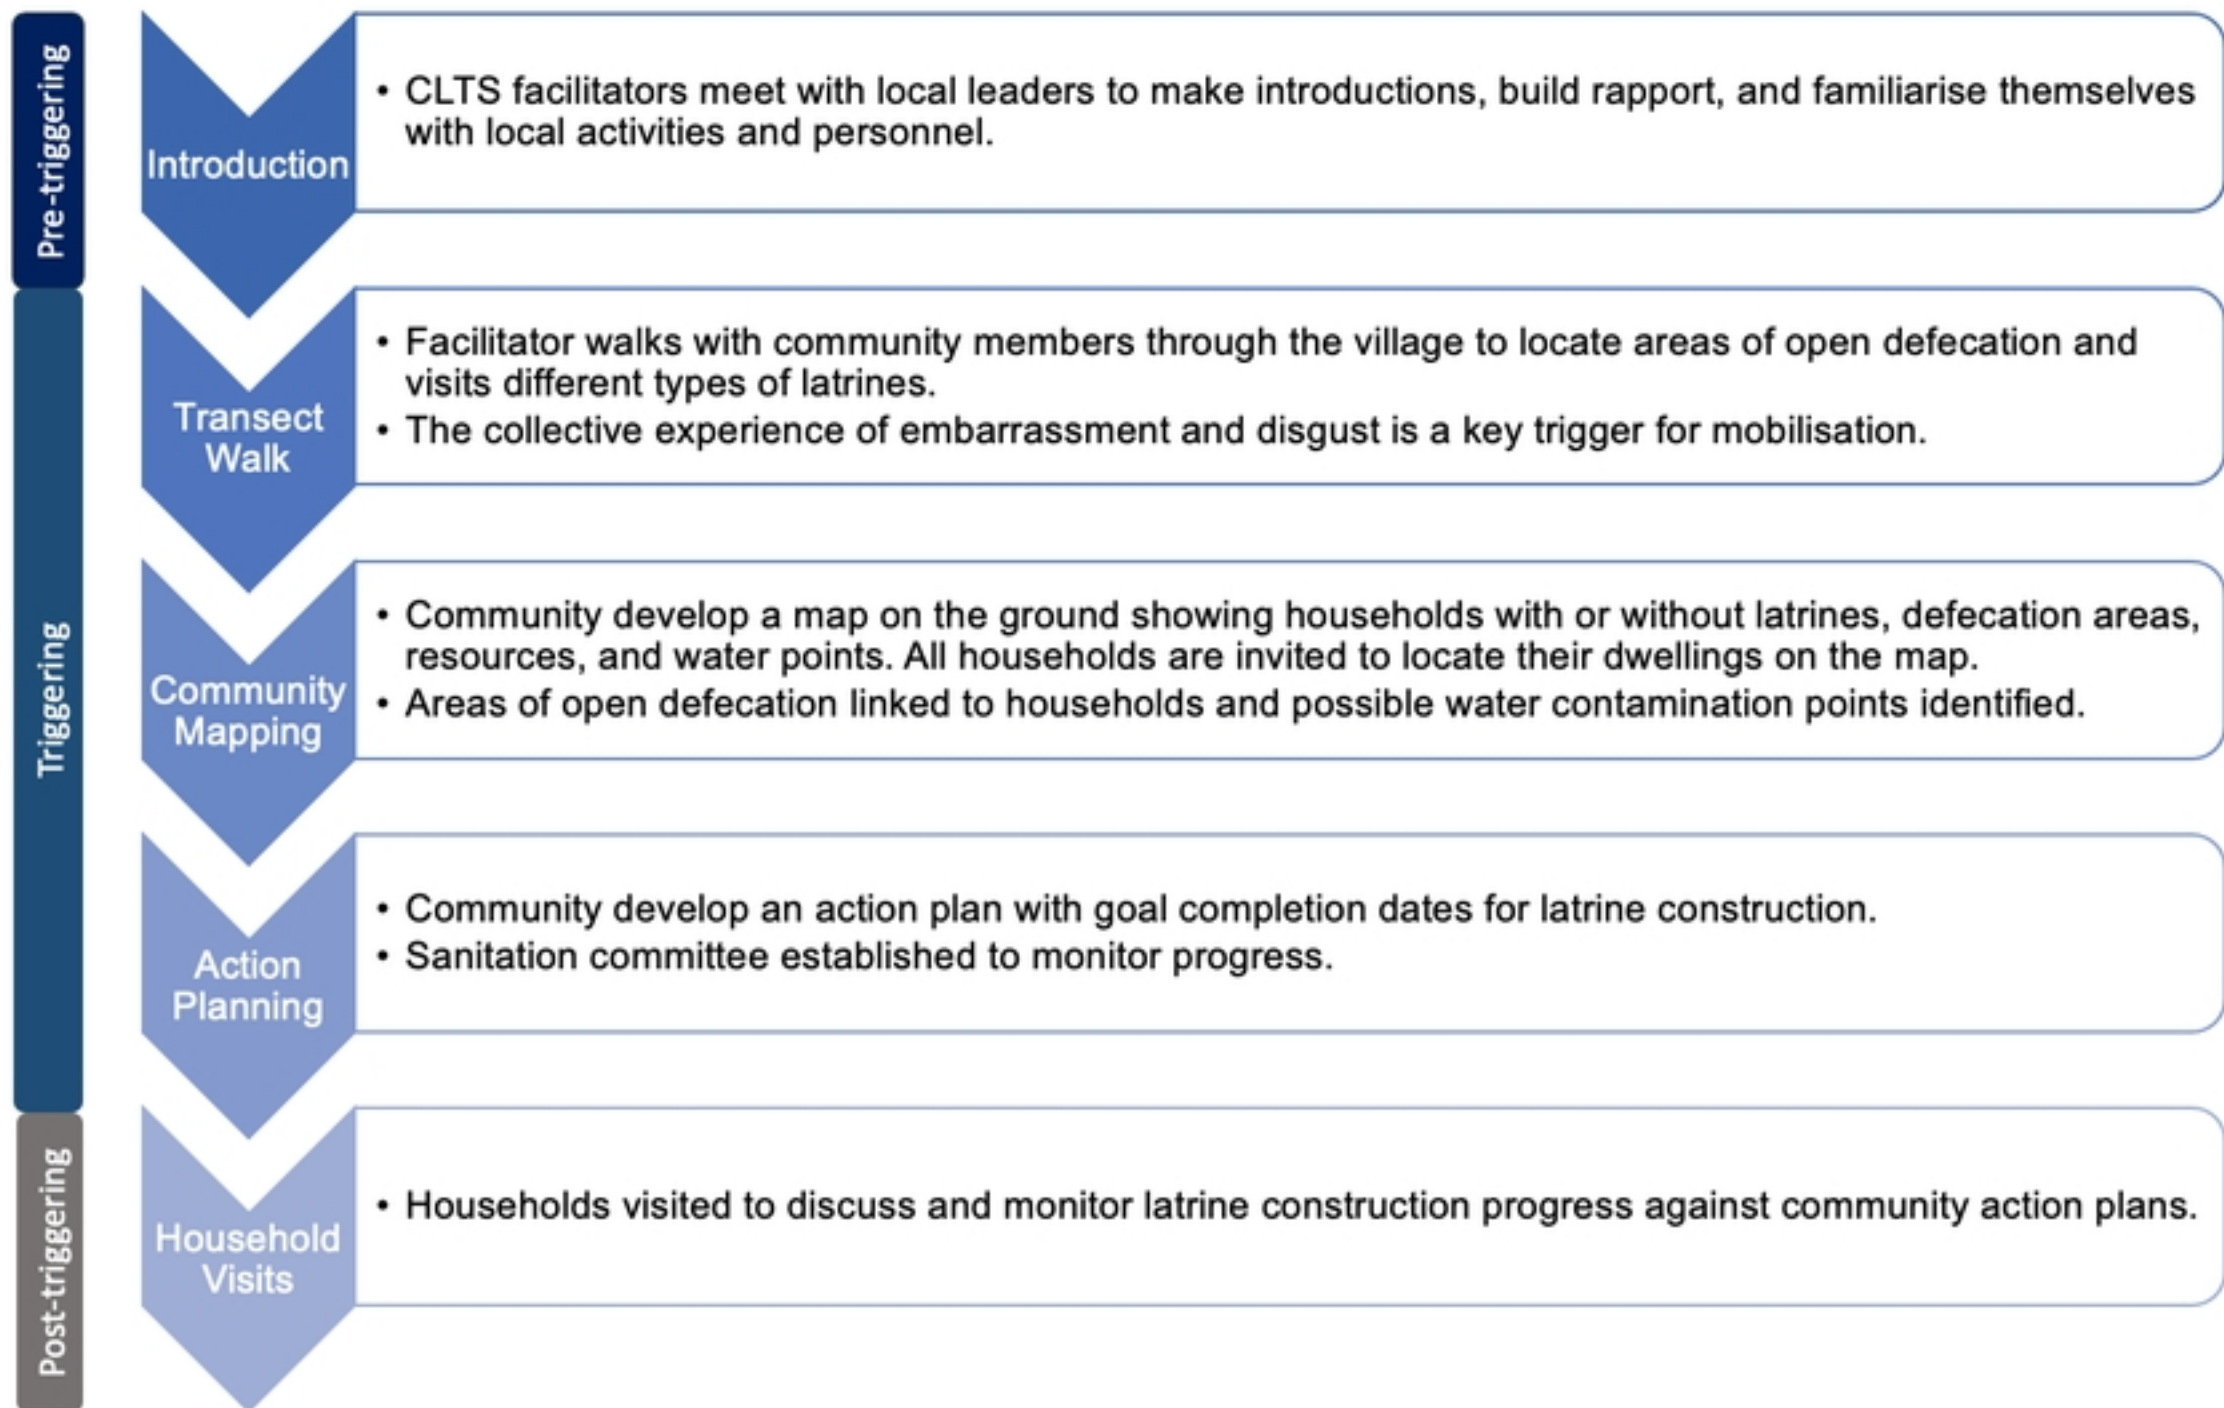 Pre-triggering
Introduction
• CLTS facilitators meet with local leaders to make introductions, build rapport, and familiarise themselves
with local activities and personnel.
Triggering
Transect
Walk
• Facilitator walks with community members through the village to locate areas of open defecation and
visits different types of latrines.
• The collective experience of embarrassment and disgust is a key trigger for mobilisation.
Community
Mapping
• Community develop a map on the ground showing households with or without latrines, defecation areas,
resources, and water points. All households are invited to locate their dwellings on the map.
• Areas of open defecation linked to households and possible water contamination points identified.
Action
Planning
• Community develop an action plan with goal completion dates for latrine construction.
• Sanitation committee established to monitor progress.
Post-triggering
Household
Visits
• Households visited to discuss and monitor latrine construction progress against community action plans.